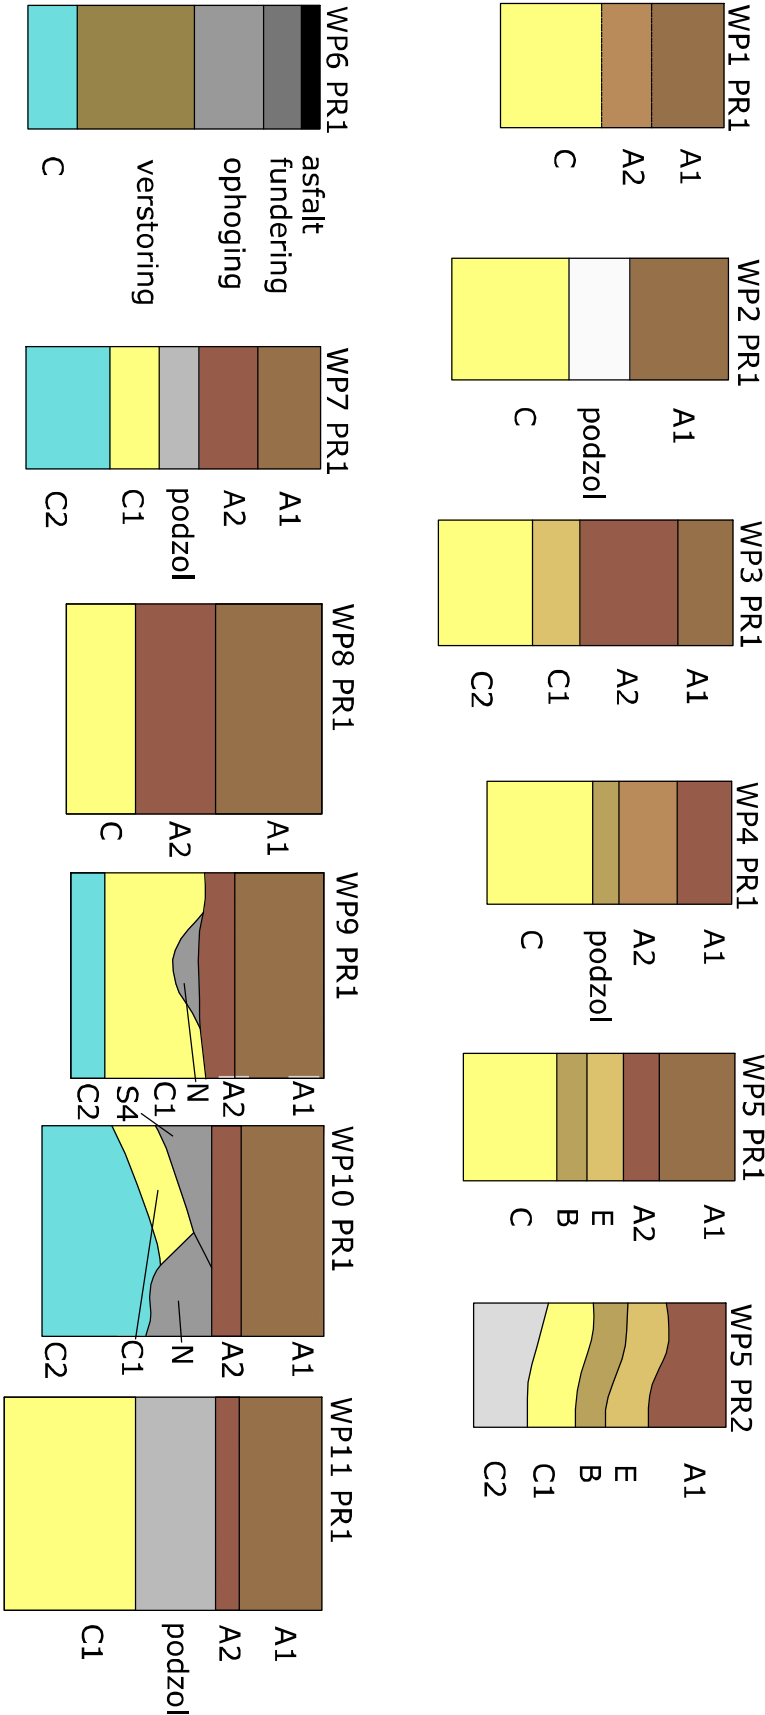 WP1 PR1
A1
A2
C
WP2 PR1
A1
podzol
C
WP3 PR1
A1
A2
C1
C2
WP4 PR1
A1
A2
podzol
C
WP5 PR1
A1
A2
E
B
C
WP5 PR2
A1
E
B
C1
C2
WP6 PR1
asfalt
fundering
ophoging
verstoring
C
WP7 PR1
A1
A2
podzol
C1
C2
WP8 PR1
A1
A2
C
WP9 PR1
A1
A2
N
C1
C2
WP10 PR1
S4
A1
A2
N
C1
C2
WP11 PR1
A1
A2
podzol
C1